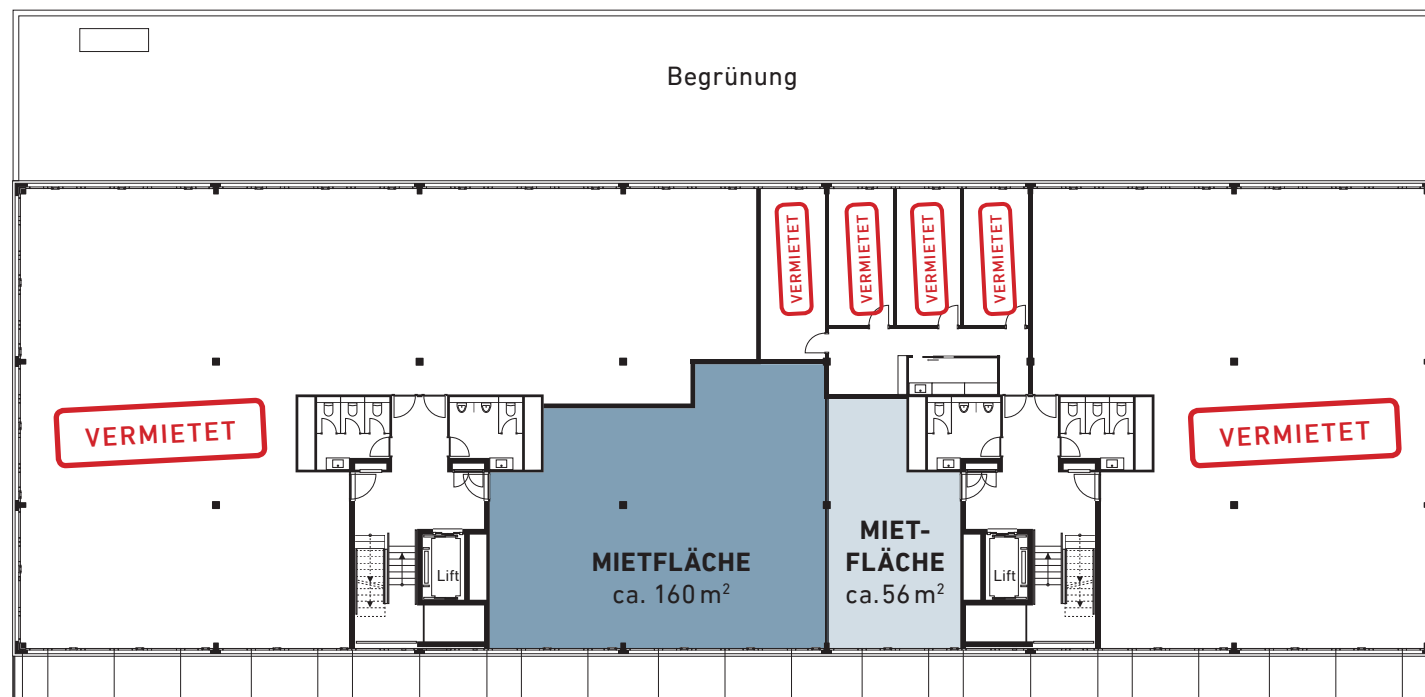 Begrünung
VERMIETET
VERMIETET
VERMIETET
VERMIETET
VERMIETET
VERMIETET
MIETFLÄCHE
ca. 160 m²
MIET-
FLÄCHE
ca.56 m²
Lift
Lift